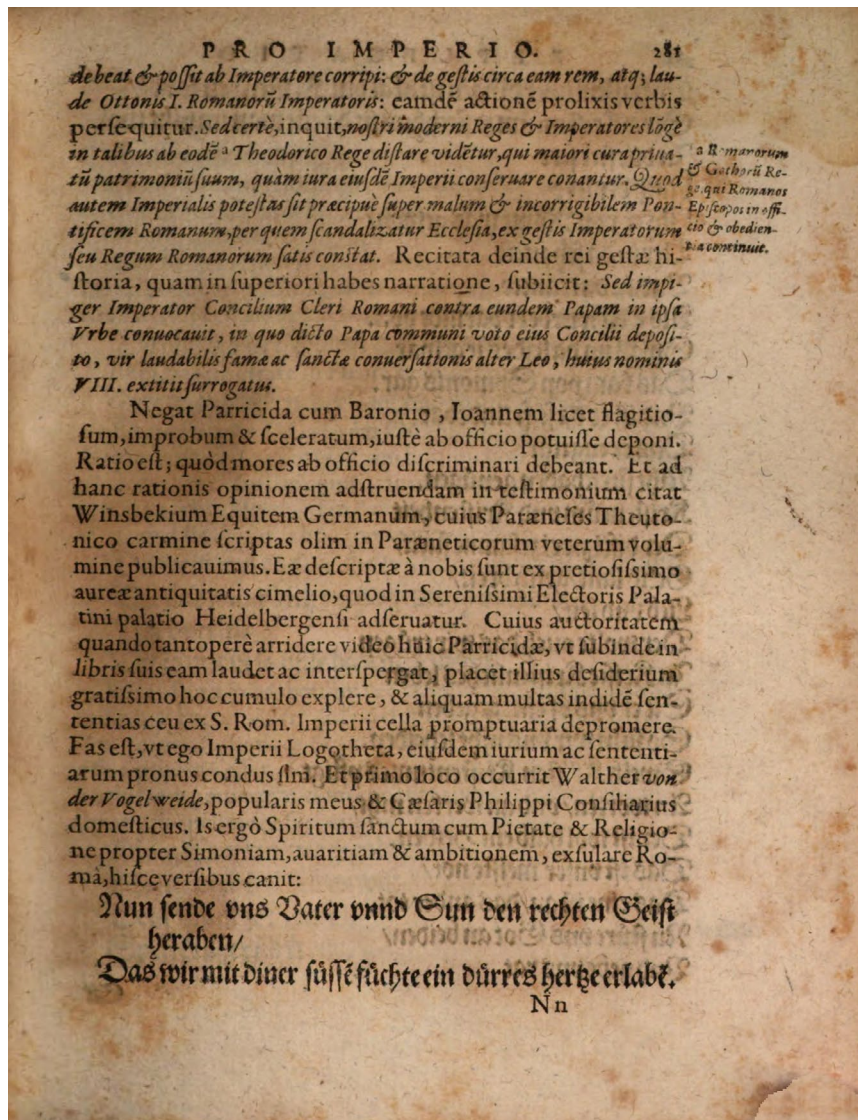 PRO IMPERIO. 281
debeat & poſſit ab Imperatore corripi: & de geſtis circa eam rem, atq; lau-
de Ottonis I. Romanorũ Imperatoris: eamdẽ actionẽ prolixis verbis
perſequitur. Sed certè, inquit, noſtri moderni Reges & Imperatores lõgè
in talibus ab eodẽ a Theodorico Rege diſtare vidẽtur, qui maiori cura priua-
tũ patrimoniũ ſuum, quàm iura eiuſdẽ Imperii conſeruare conantur. Quod
autem Imperialis poteſtas ſit præcipuè ſuper malum & incorrigibilem Pon-
tificem Romanum, per quem ſcandalizatur Eccleſia, ex geſtis Imperatorum
ſeu Regum Romanorum ſatis conſtat. Recitata deinde rei geſtæ hi-
ſtoria, quam in ſuperiori habes narratione, ſubiicit: Sed impi-
ger Imperator Concilium Cleri Romani contra eundem Papam in ipſa
Vrbe conuocauit, in quo dicto Papa communi voto eius Concilii depoſi-
to, vir laudabilis famæ ac ſanctæ conuerſationis alter Leo, huius nominis
VIII. extitit ſurrogatus.
a Romanorum
& Gothorũ Re-
ge qui Romanos
Epiſcopos in offi-
cio & obedien-
tia continuit.
Negat Parricida cum Baronio, Ioannem licet flagitio-
ſum, improbum & ſceleratum, iuſtè ab officio potuiſſe deponi.
Ratio eſt; quòd mores ab officio diſcriminari debeant. Et ad
hanc rationis opinionem adſtruendam in teſtimonium citat
Winsbekium Equitem Germanum, cuius Paræneſes Theuto-
nico carmine ſcriptas olim in Paræneticorum veterum volu-
mine publicauimus. Eæ deſcriptæ à nobis ſunt ex pretioſiſſimo
aureæ antiquitatis cimelio, quod in Sereniſſimi Electoris Pala-
tini palatio Heidelbergenſi adſeruatur. Cuius auctoritatem
quando tantoperè arridere video huic Parricidæ, vt ſubinde in
libris ſuis eam laudet ac interſpergat, placet illius deſiderium
gratiſſimo hoc cumulo explere, & aliquam multas indidẽ ſen-
tentias ceu ex S. Rom. Imperii cella promptuaria depromere.
Fas eſt, vt ego Imperii Logotheta, eiuſdem iurium ac ſententi-
arum pronus condus ſim. Et primo loco occurrit Walther von
der Vogelweide, popularis meus & Cæſaris Philippi Conſiliarius
domeſticus. Is ergò Spiritum ſanctum cum Pietate & Religio-
ne propter Simoniam, auaritiam & ambitionem, exſulare Ro-
mà, hiſce verſibus canit:
Nun ſende vns Vater vnnd Sun den rechten Geiſt
heraben/
Das wir mit diner ſüſſẽ füchte ein dürres hertze erlabẽ.
Nn